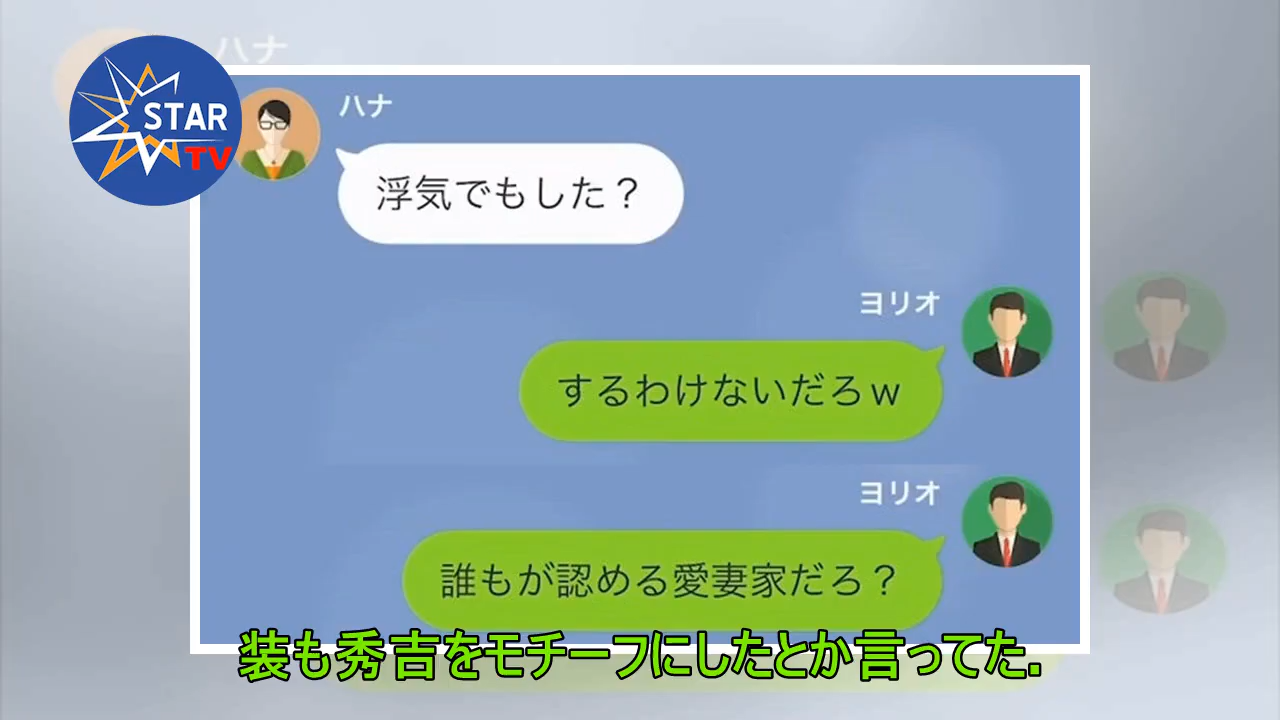 ハナ
STAR
TV
ハナ
浮気でもした？
ヨリオ
するわけないだろｗ
ヨリオ
誰もが認める愛妻家だろ？
装も秀吉をモチーフにしたとか言ってた.